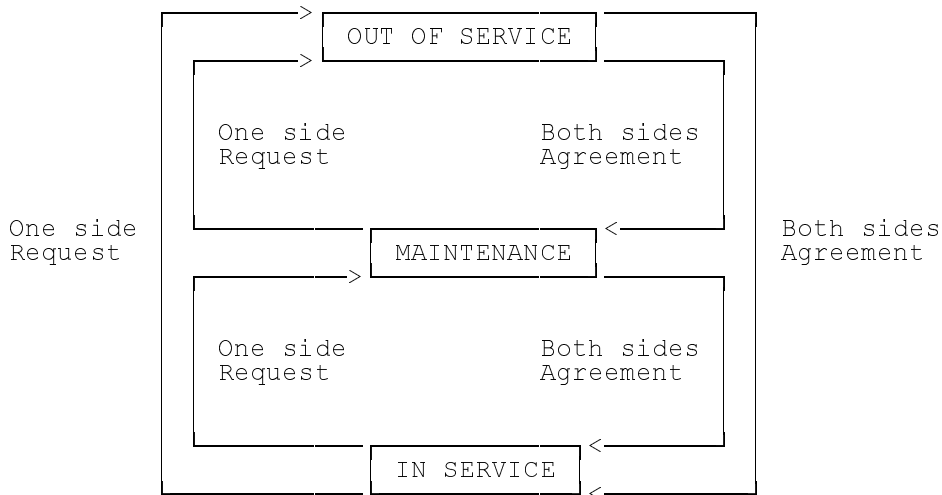 OUT OF SERVICE
One side
Request
Both sides
Agreement
One side
Request
Both sides
Agreement
MAINTENANCE
One side
Request
Both sides
Agreement
IN SERVICE